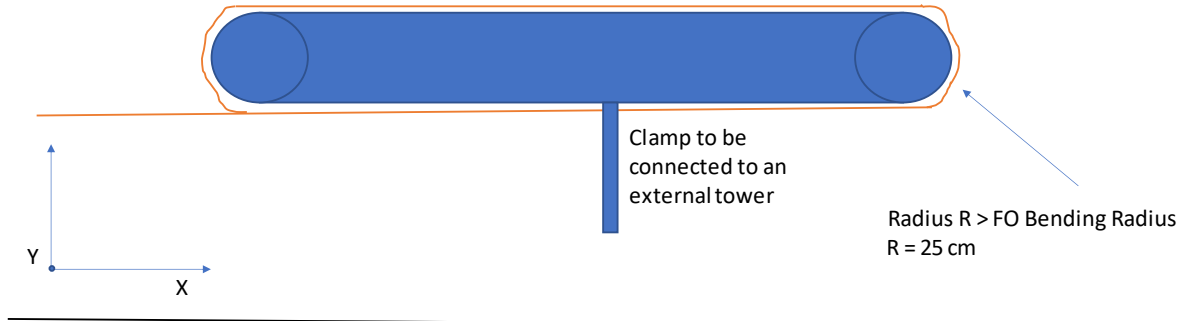 Clamp to be
connected to an
external tower
Radius R > FO Bending Radius
R = 25 cm
Y
X